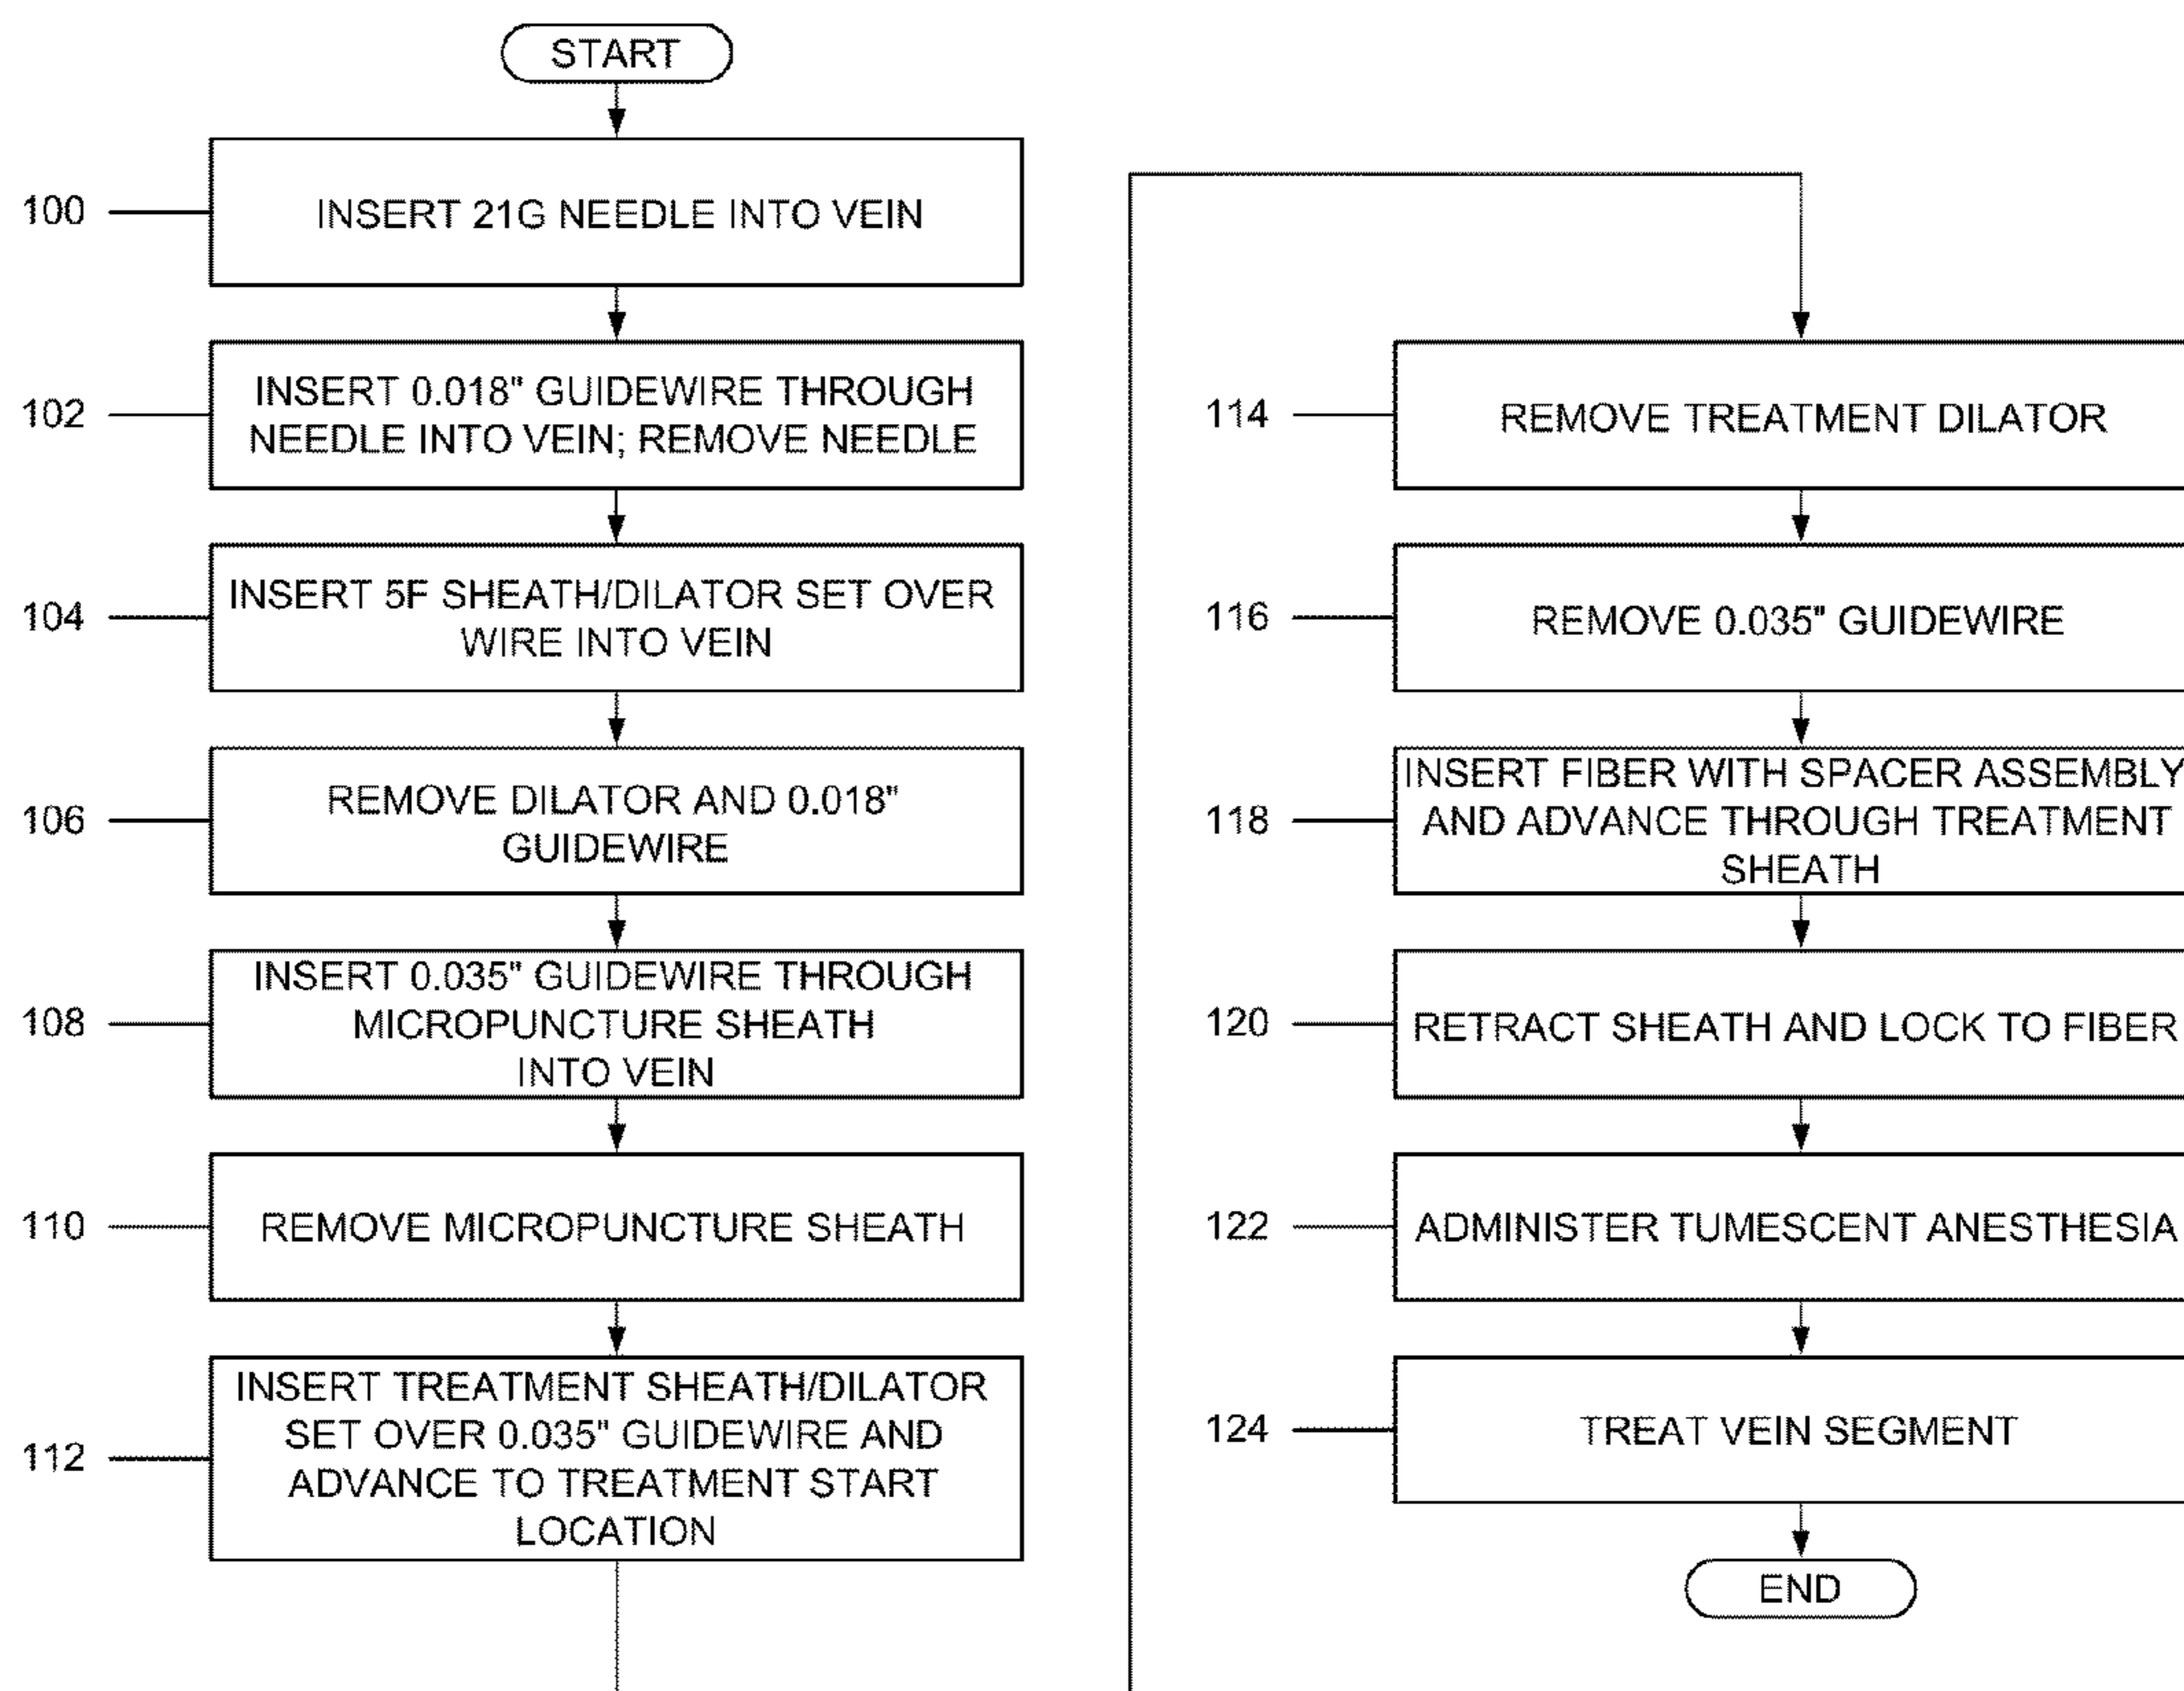 START
100
INSERT 21G NEEDLE INTO VEIN
102
INSERT 0.018" GUIDEWIRE THROUGH
NEEDLE INTO VEIN; REMOVE NEEDLE
104
INSERT 5F SHEATH/DILATOR SET OVER
WIRE INTO VEIN
106
REMOVE DILATOR AND 0.018"
GUIDEWIRE
108
INSERT 0.035" GUIDEWIRE THROUGH
MICROPUNCTURE SHEATH
INTO VEIN
110
REMOVE MICROPUNCTURE SHEATH
112
INSERT TREATMENT SHEATH/DILATOR
SET OVER 0.035" GUIDEWIRE AND
ADVANCE TO TREATMENT START
LOCATION
114
REMOVE TREATMENT DILATOR
116
REMOVE 0.035" GUIDEWIRE
118
INSERT FIBER WITH SPACER ASSEMBLY
AND ADVANCE THROUGH TREATMENT
SHEATH
120
RETRACT SHEATH AND LOCK TO FIBER
122
ADMINISTER TUMESCENT ANESTHESIA
124
TREAT VEIN SEGMENT
END